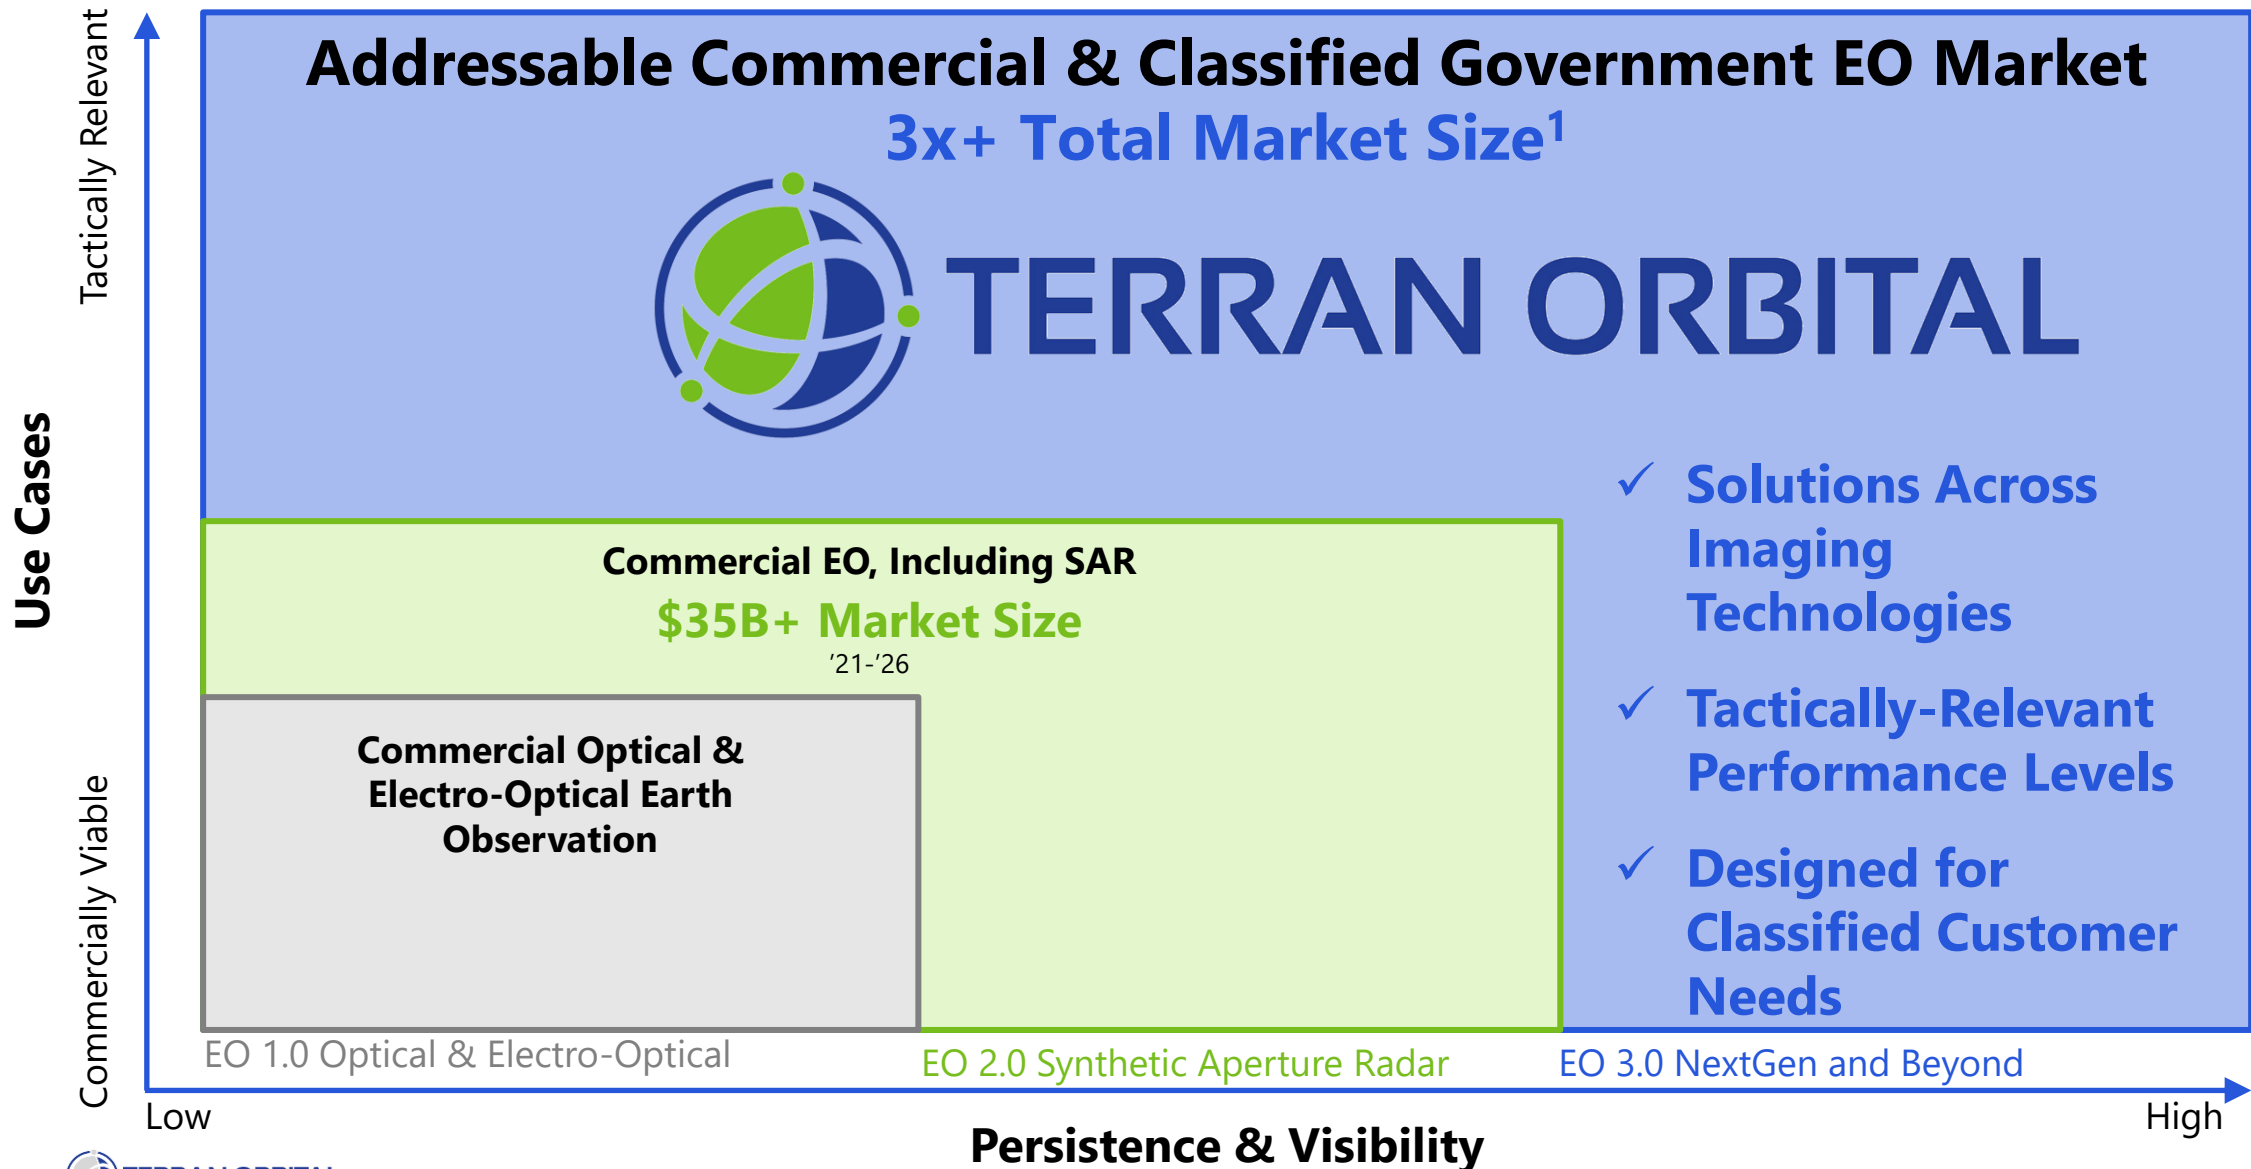 Addressable Commercial & Classified Government EO Market
3x+ Total Market Size¹
TERRAN ORBITAL
Tactically Relevant
Use Cases
Commercially Viable
✓ Solutions Across
Imaging
Technologies
✓ Tactically-Relevant
Performance Levels
✓ Designed for
Classified Customer
Needs
Commercial EO, Including SAR
$35B+ Market Size
'21-'26
Commercial Optical &
Electro-Optical Earth
Observation
EO 1.0 Optical & Electro-Optical
EO 2.0 Synthetic Aperture Radar
EO 3.0 NextGen and Beyond
Low
High
Persistence & Visibility
TERRAN ORBITAL